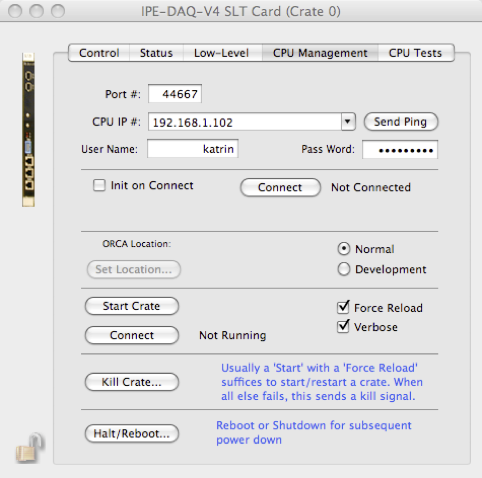 IPE-DAQ-V4 SLT Card (Crate 0)
Control Status Low-Level CPU Management CPU Tests
Port #: 44667
CPU IP #: 192.168.1.102 Send Ping
User Name: katrin Pass Word: •••••••••
Init on Connect Connect Not Connected
ORCA Location: Normal
Set Location... Development
Start Crate Force Reload
Verbose
Connect Not Running
Usually a 'Start' with a 'Force Reload'
Kill Crate... suffices to start/restart a crate. When
all else fails, this sends a kill signal.
Halt/Reboot... Reboot or Shutdown for subsequent
power down